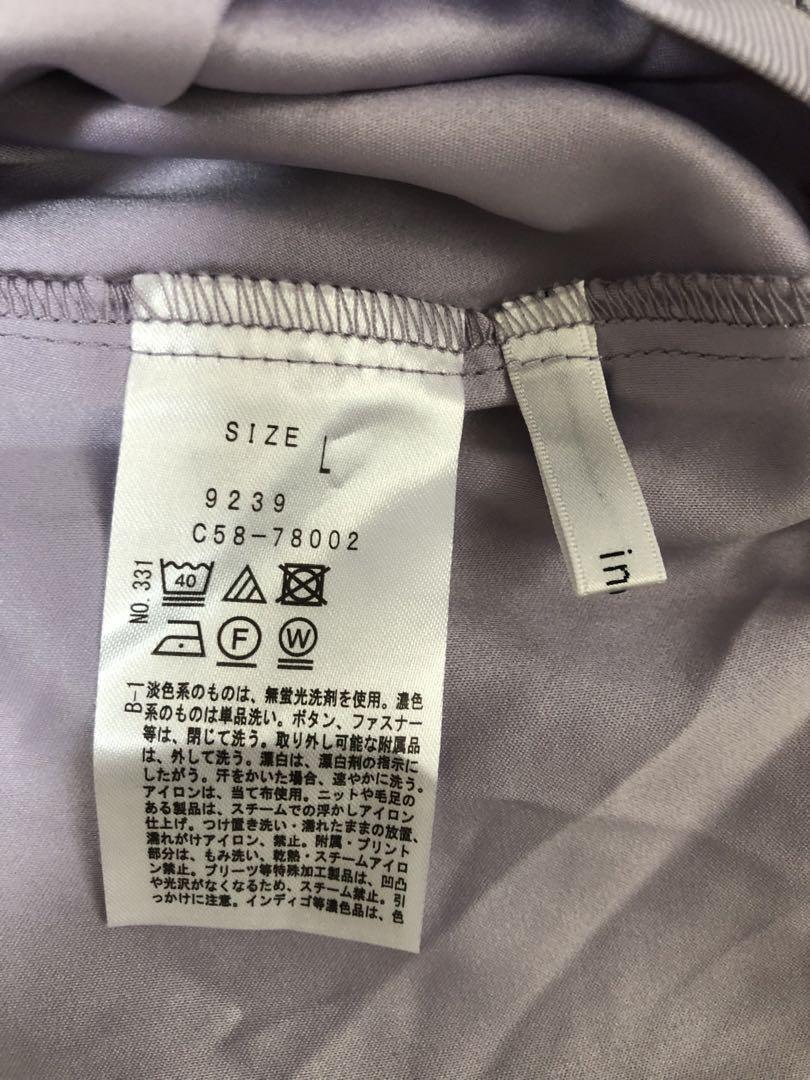 SIZE L
9239
C58-78002
NO. 331
40
F
W
B-1
淡色系のものは、無蛍光洗剤を使用。濃色
系のものは単品洗い。ボタン、ファスナー
等は、閉じて洗う。取り外し可能な附属品
は、外して洗う。漂白は、漂白剤の指示に
したがう。汗をかいた場合、速やかに洗う。
アイロンは、当て布使用。ニットや毛足の
ある製品は、スチームでの浮かしアイロン
仕上げ。つけ置き洗い・濡れたままの放置、
濡れがけアイロン、禁止。附属・プリント
部分は、もみ洗い、乾熱・スチームアイロ
ン禁止。プリーツ等特殊加工製品は、凹凸
や光沢がなくなるため、スチーム禁止。引
っかけに注意。インディゴ等濃色品は、色
in